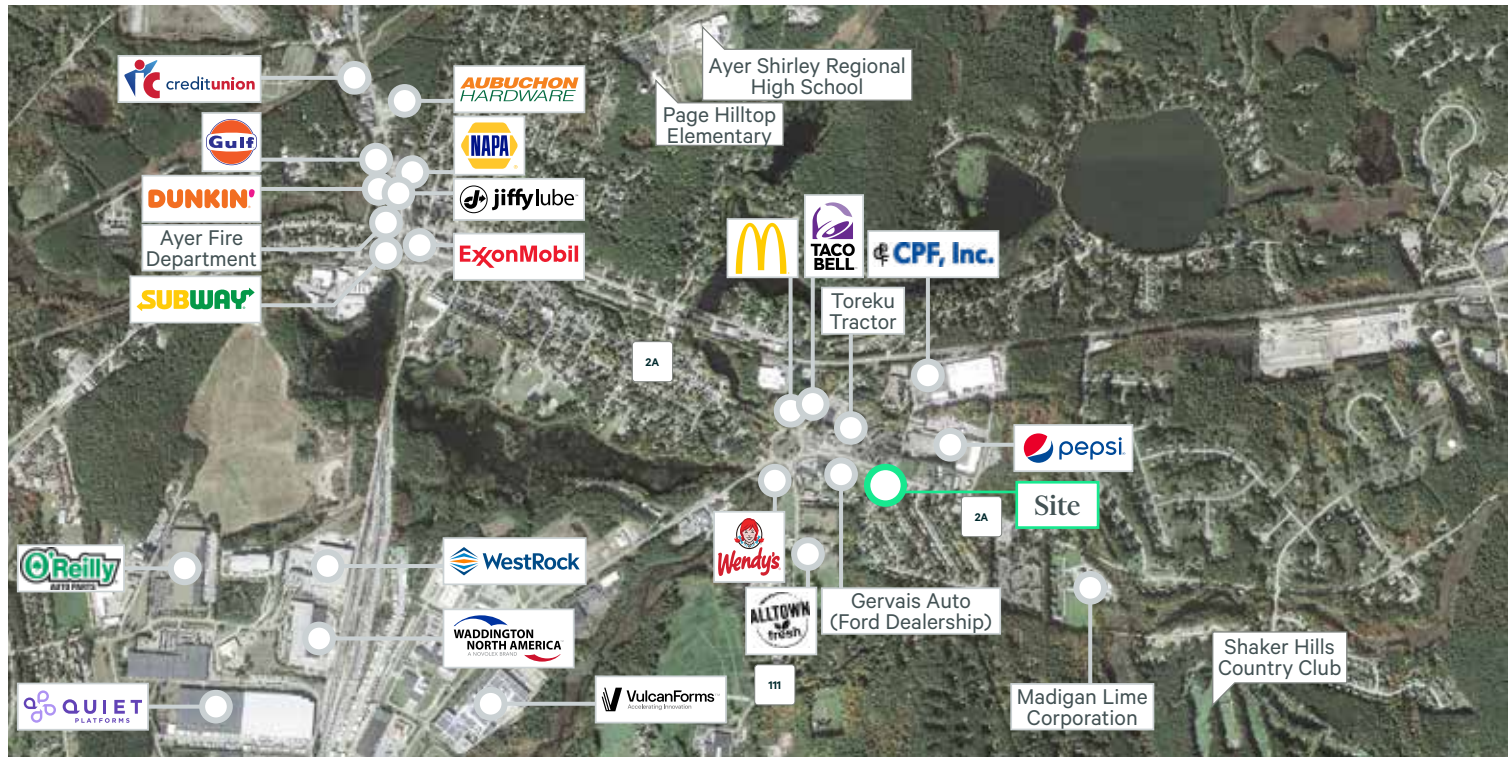 Ayer Shirley Regional
High School
Page Hilltop
Elementary
creditunion
AUBUCHON
HARDWARE
Gulf
NAPA
DUNKIN'
jiffylube
Ayer Fire
Department
ExxonMobil
SUBWAY
TACO
BELL
CPF, Inc.
Toreku
Tractor
2A
pepsi
Site
2A
Wendy's
O'Reilly
AUTO PARTS
WestRock
ALLTOWN
fresh
Gervais Auto
(Ford Dealership)
WADDINGTON
NORTH AMERICA
A NOVOLEX BRAND
Shaker Hills
Country Club
111
Madigan Lime
Corporation
QUIET
PLATFORMS
VulcanForms
Accelerating Innovation